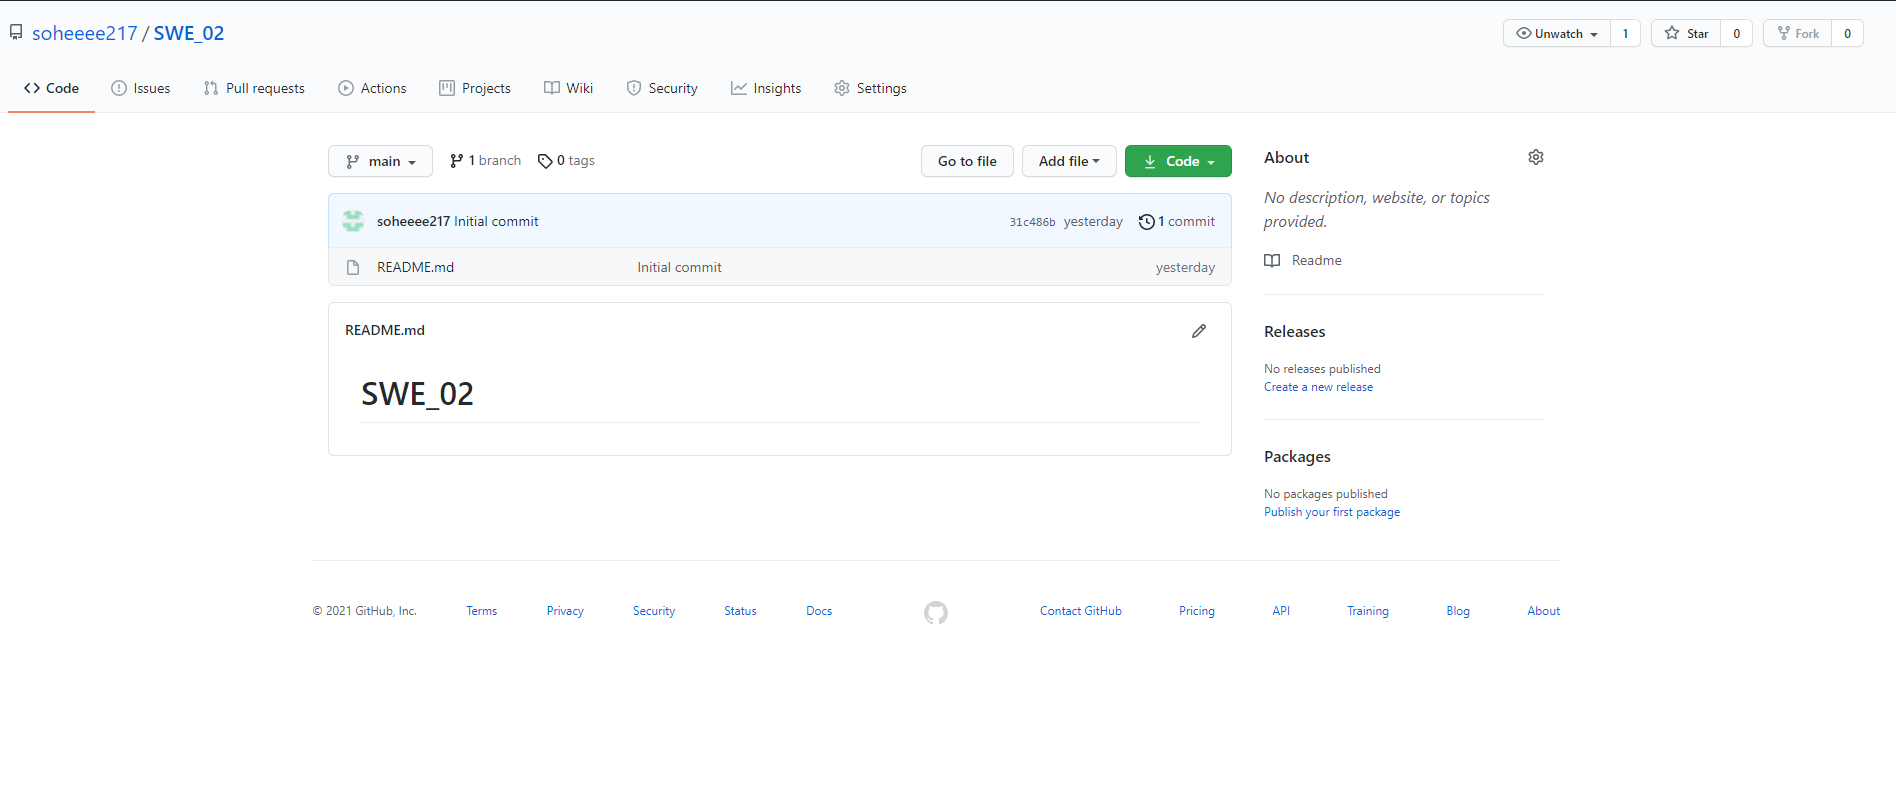 soheeee217 / SWE_02
Unwatch 1 Star 0 Fork 0
Code Issues Pull requests Actions Projects Wiki Security Insights Settings
main 1 branch 0 tags Go to file Add file Code
soheeee217 Initial commit 31c486b yesterday 1 commit
README.md Initial commit yesterday
README.md
SWE_02
About
No description, website, or topics
provided.
Readme
Releases
No releases published
Create a new release
Packages
No packages published
Publish your first package
© 2021 GitHub, Inc. Terms Privacy Security Status Docs Contact GitHub Pricing API Training Blog About